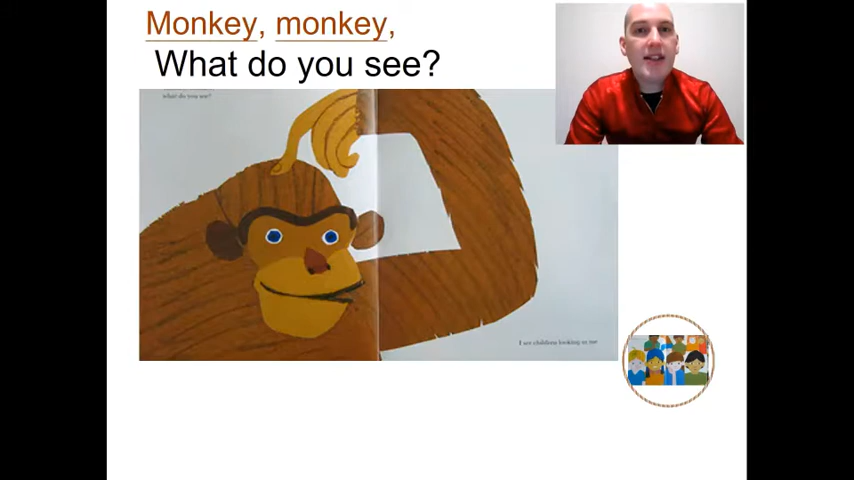 Monkey, monkey,
What do you see?
what do you see?
I see children looking at me